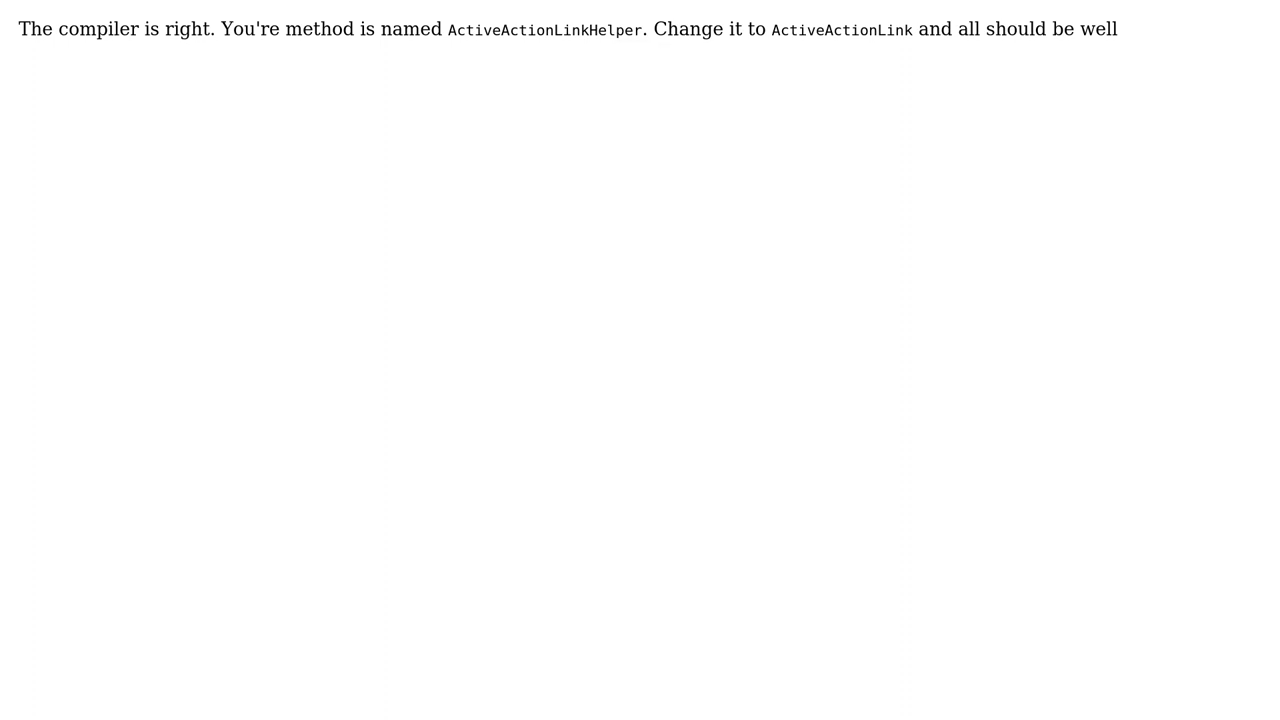 The compiler is right. You're method is named ActiveActionLinkHelper. Change it to ActiveActionLink and all should be well